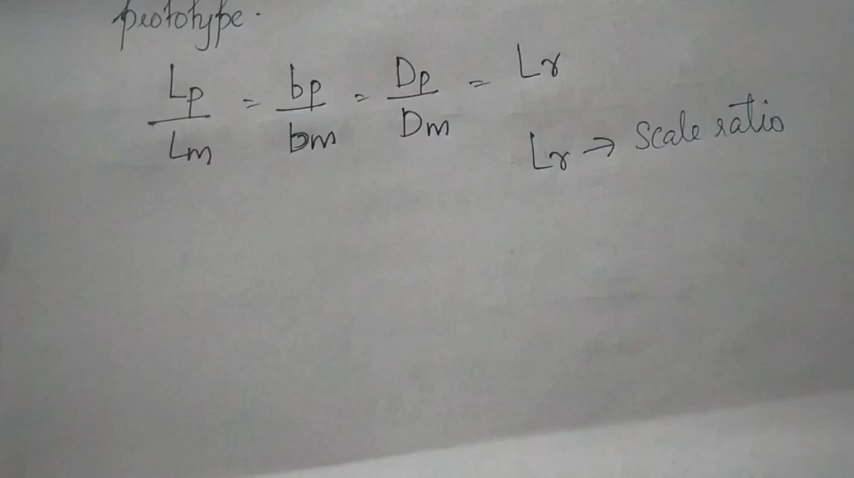 prototype.
Lp/Lm = bp/bm = Dp/Dm = Lr
Lr → Scale ratio